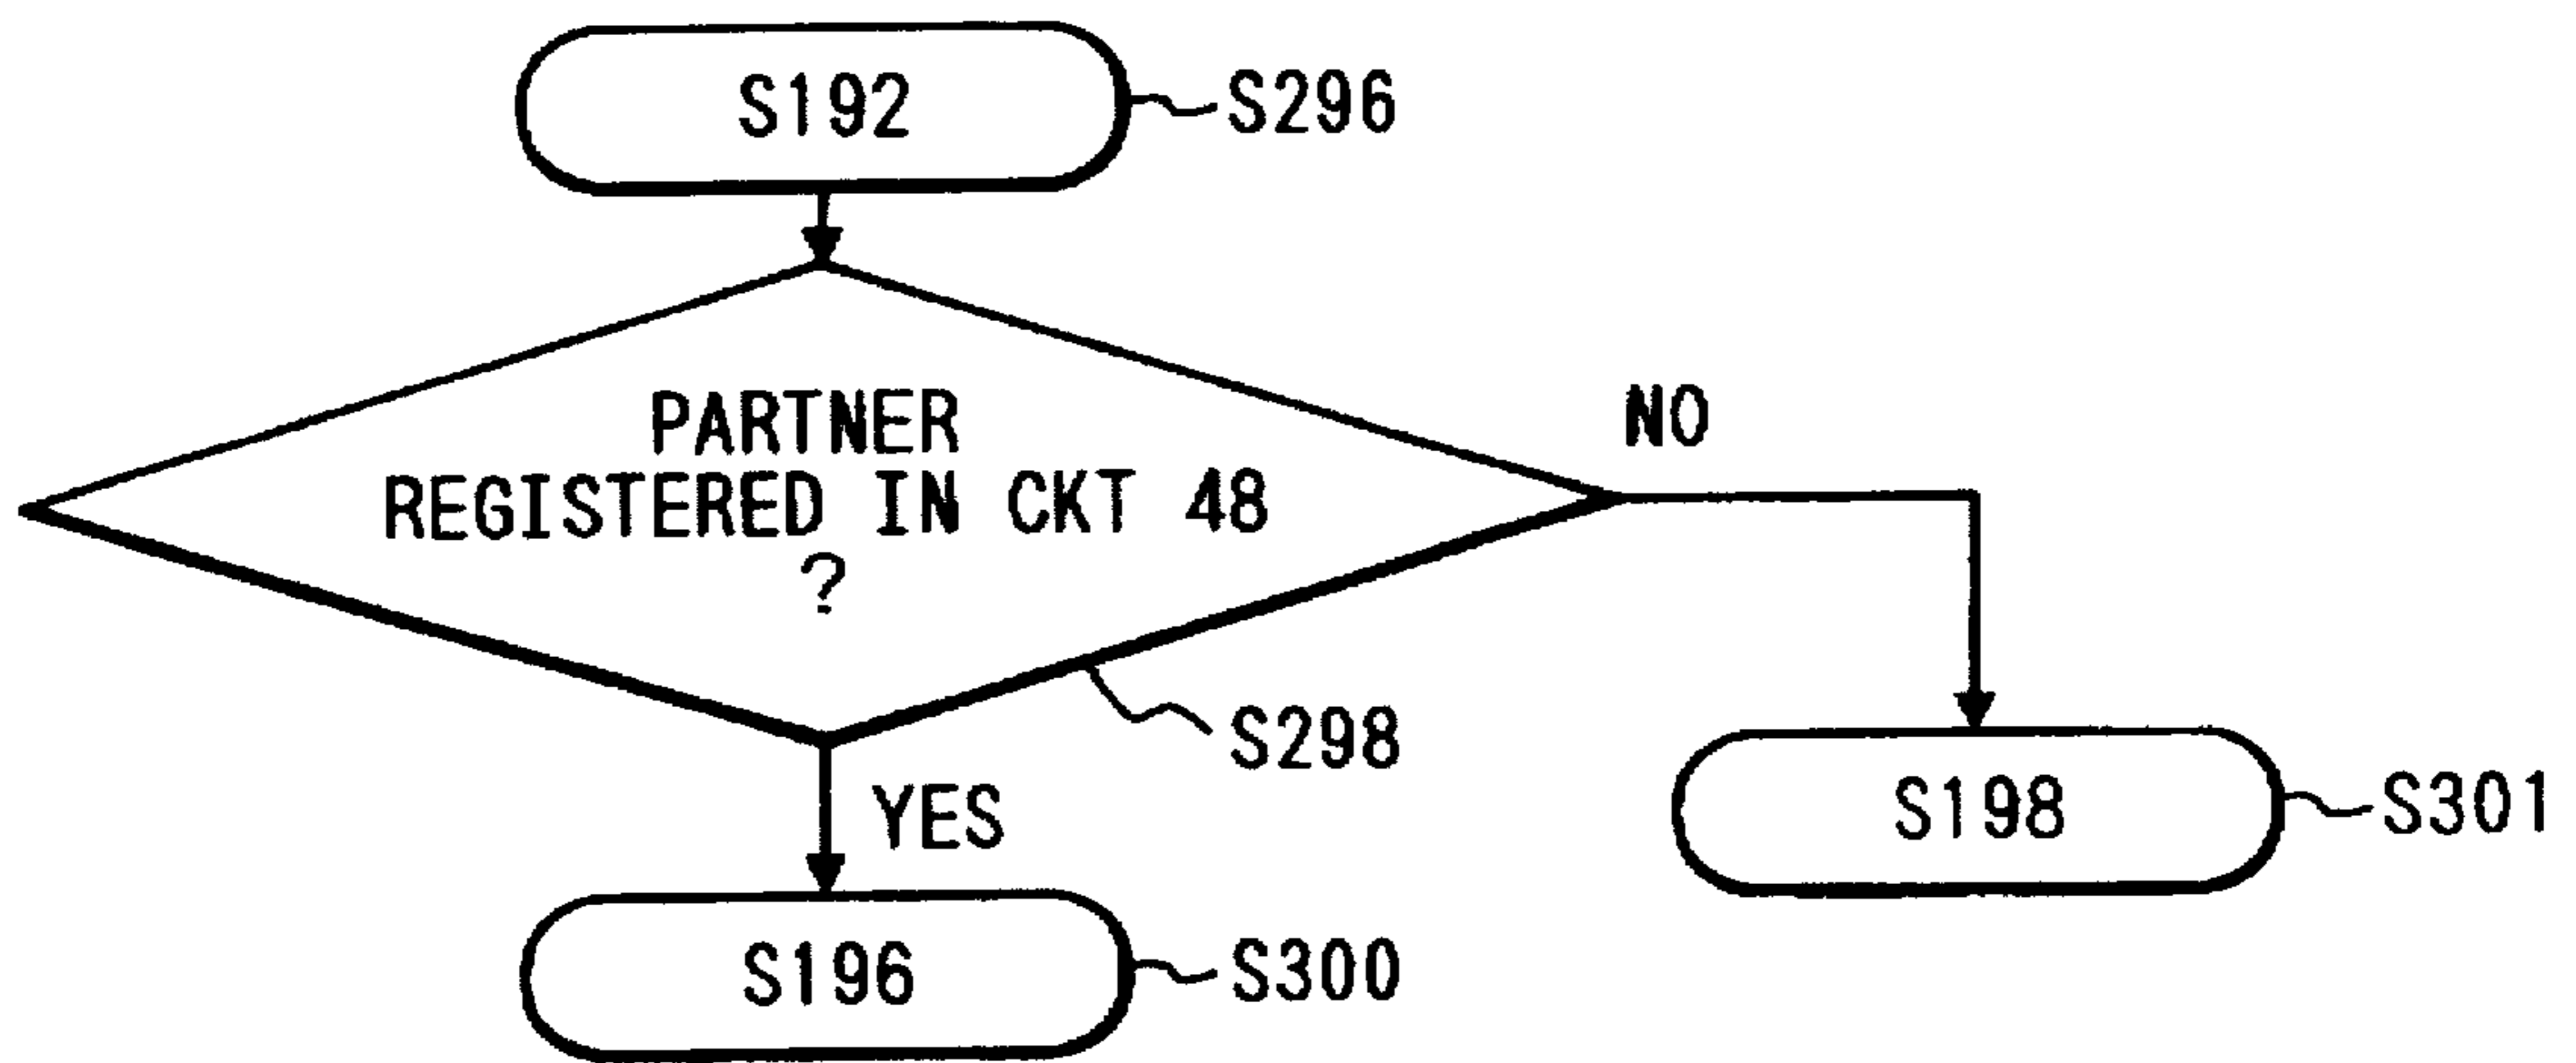 S192
S296
PARTNER
REGISTERED IN CKT 48
?
NO
S298
YES
S198
S301
S196
S300